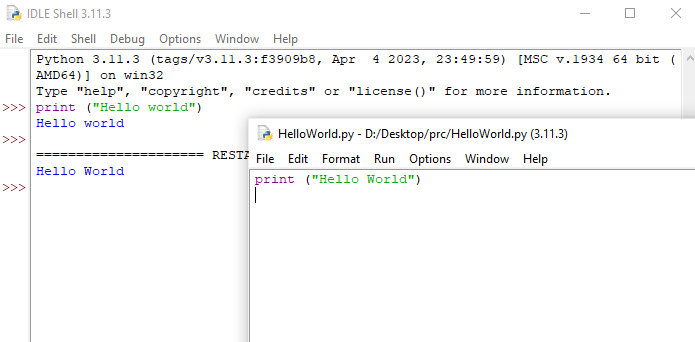 IDLE Shell 3.11.3
File Edit Shell Debug Options Window Help
Python 3.11.3 (tags/v3.11.3:f3909b8, Apr  4 2023, 23:49:59) [MSC v.1934 64 bit (
AMD64)] on win32
Type "help", "copyright", "credits" or "license()" for more information.
>>> print ("Hello world")
Hello world
>>>
===================== RESTA
Hello World
>>>
HelloWorld.py - D:/Desktop/prc/HelloWorld.py (3.11.3)
File Edit Format Run Options Window Help
print ("Hello World")